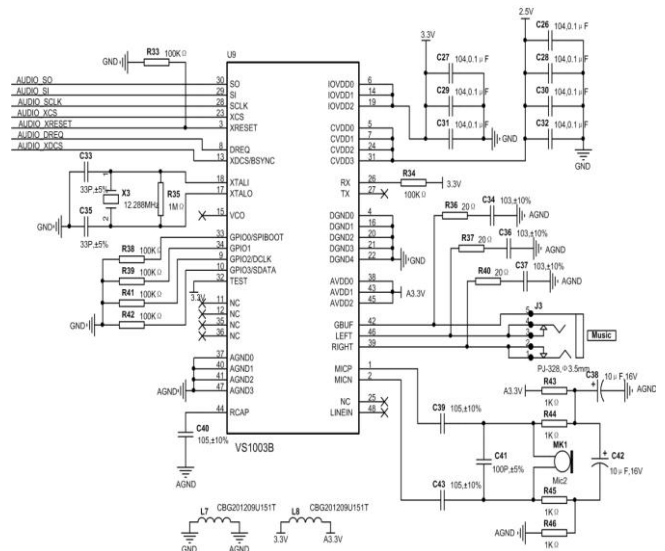 2.5V
C26
104,0.1μF
3.3V
C27
104,0.1μF
C28
104,0.1μF
C29
104,0.1μF
C30
104,0.1μF
C31
104,0.1μF
GND
C32
104,0.1μF
GND
R33
GND
100KΩ
U9
AUDIO_SO
30
SO
AUDIO_SI
29
SI
AUDIO_SCLK
28
SCLK
AUDIO_XCS
23
XCS
AUDIO_XRESET
3
XRESET
AUDIO_DREQ
8
DREQ
AUDIO_XDCS
13
XDCS/BSYNC
IOVDD0
6
IOVDD1
14
IOVDD2
19
CVDD0
5
CVDD1
7
CVDD2
24
CVDD3
31
C33
33P,±5%
1
X3
12.288MHz
2
R35
1MΩ
18
XTALI
17
XTALO
GND
C35
33P,±5%
15
VCO
RX
26
R34
100KΩ
3.3V
TX
27
R38
100KΩ
33
GPIO0/SPIBOOT
R39
100KΩ
34
GPIO1
R41
100KΩ
9
GPIO2/DCLK
R42
100KΩ
10
GPIO3/SDATA
GND
32
TEST
3.3V
11
NC
12
NC
35
NC
36
NC
DGND0
4
DGND1
16
DGND2
20
DGND3
21
DGND4
22
GND
AVDD0
38
AVDD1
43
AVDD2
45
A3.3V
R36
20Ω
C34
103,±10%
AGND
R37
20Ω
C36
103,±10%
AGND
R40
20Ω
C37
103,±10%
AGND
GBUF
42
LEFT
46
RIGHT
39
J3
5
4
3
2
1
Music
PJ-328,Φ3.5mm
37
AGND0
40
AGND1
41
AGND2
47
AGND3
AGND
44
RCAP
C40
105,±10%
AGND
MICP
1
MICN
2
NC
25
LINEIN
48
VS1003B
A3.3V
R43
1KΩ
C38
10μF,16V
AGND
C39
105,±10%
R44
1KΩ
C41
100P,±5%
MK1
Mic2
C42
10μF,16V
C43
105,±10%
R45
1KΩ
AGND
R46
1KΩ
L7
CBG201209U151T
GND
AGND
L8
CBG201209U151T
3.3V
A3.3V